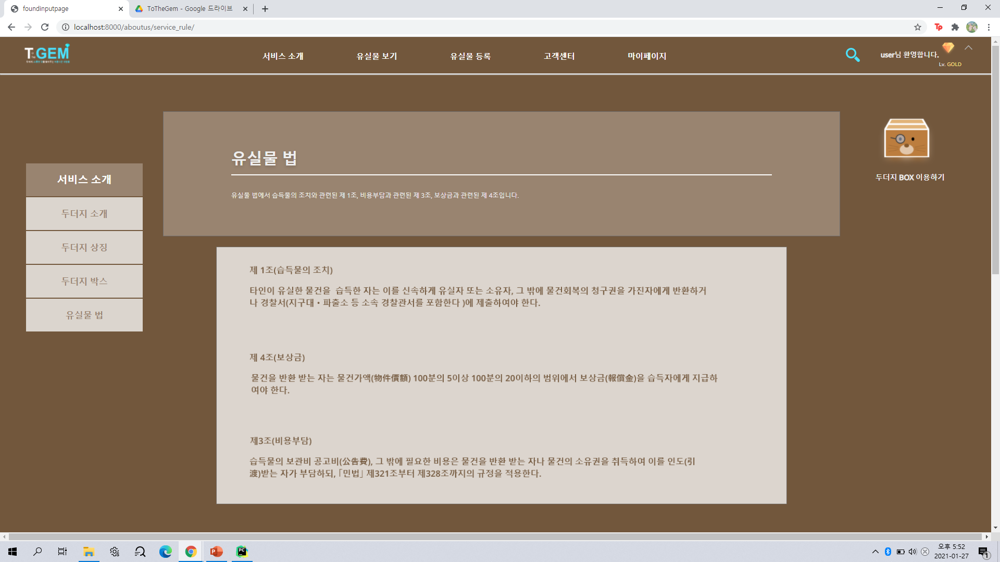 foundinputpage
ToTheGem - Google 드라이브
localhost:8000/aboutus/service_rule/
Tp
T GEM
서비스 소개
유실물 보기
유실물 등록
고객센터
마이페이지
user님 환영합니다.
Lv. GOLD
유실물 법
유실물 법에서 습득물의 조치와 관련된 제 1조, 비용부담과 관련된 제 3조, 보상금과 관련된 제 4조입니다.
두더지 BOX 이용하기
서비스 소개
두더지 소개
두더지 상징
두더지 박스
유실물 법
제 1조(습득물의 조치)
타인이 유실한 물건을 습득한 자는 이를 신속하게 유실자 또는 소유자, 그 밖에 물건회복의 청구권을 가진자에게 반환하거
나 경찰서(지구대・파출소 등 소속 경찰관서를 포함한다 )에 제출하여야 한다.
제 4조(보상금)
물건을 반환 받는 자는 물건가액(物件價額) 100분의 5이상 100분의 20이하의 범위에서 보상금(報償金)을 습득자에게 지급하
여야 한다.
제3조(비용부담)
습득물의 보관비 공고비(公告費), 그 밖에 필요한 비용은 물건을 반환 받는 자나 물건의 소유권을 취득하여 이를 인도(引
渡)받는 자가 부담하되, ｢민법｣ 제321조부터 제328조까지의 규정을 적용한다.
PC
오후 5:52
2021-01-27
1